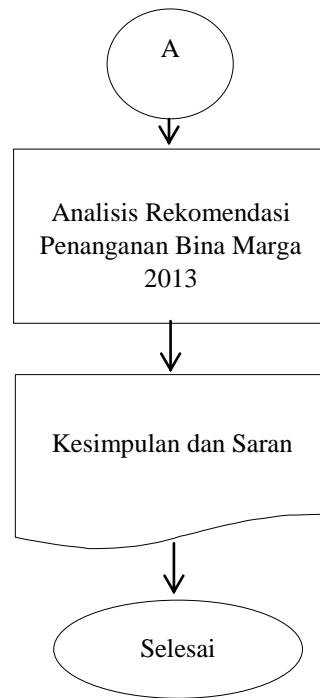 A
Analisis Rekomendasi
Penanganan Bina Marga
2013
Kesimpulan dan Saran
Selesai